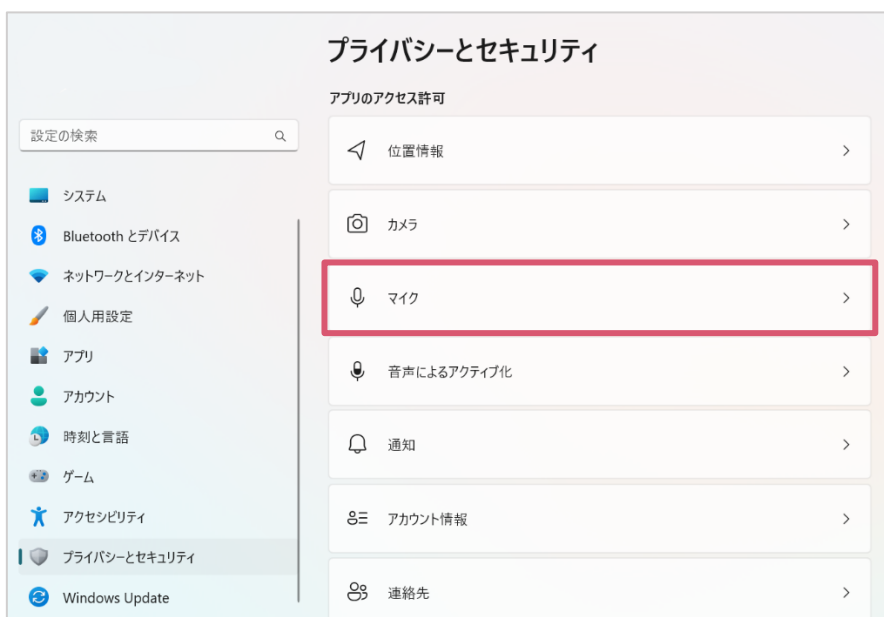 プライバシーとセキュリティ
アプリのアクセス許可
設定の検索
システム
Bluetooth とデバイス
ネットワークとインターネット
個人用設定
アプリ
アカウント
時刻と言語
ゲーム
アクセシビリティ
プライバシーとセキュリティ
Windows Update
位置情報
カメラ
マイク
音声によるアクティブ化
通知
アカウント情報
連絡先